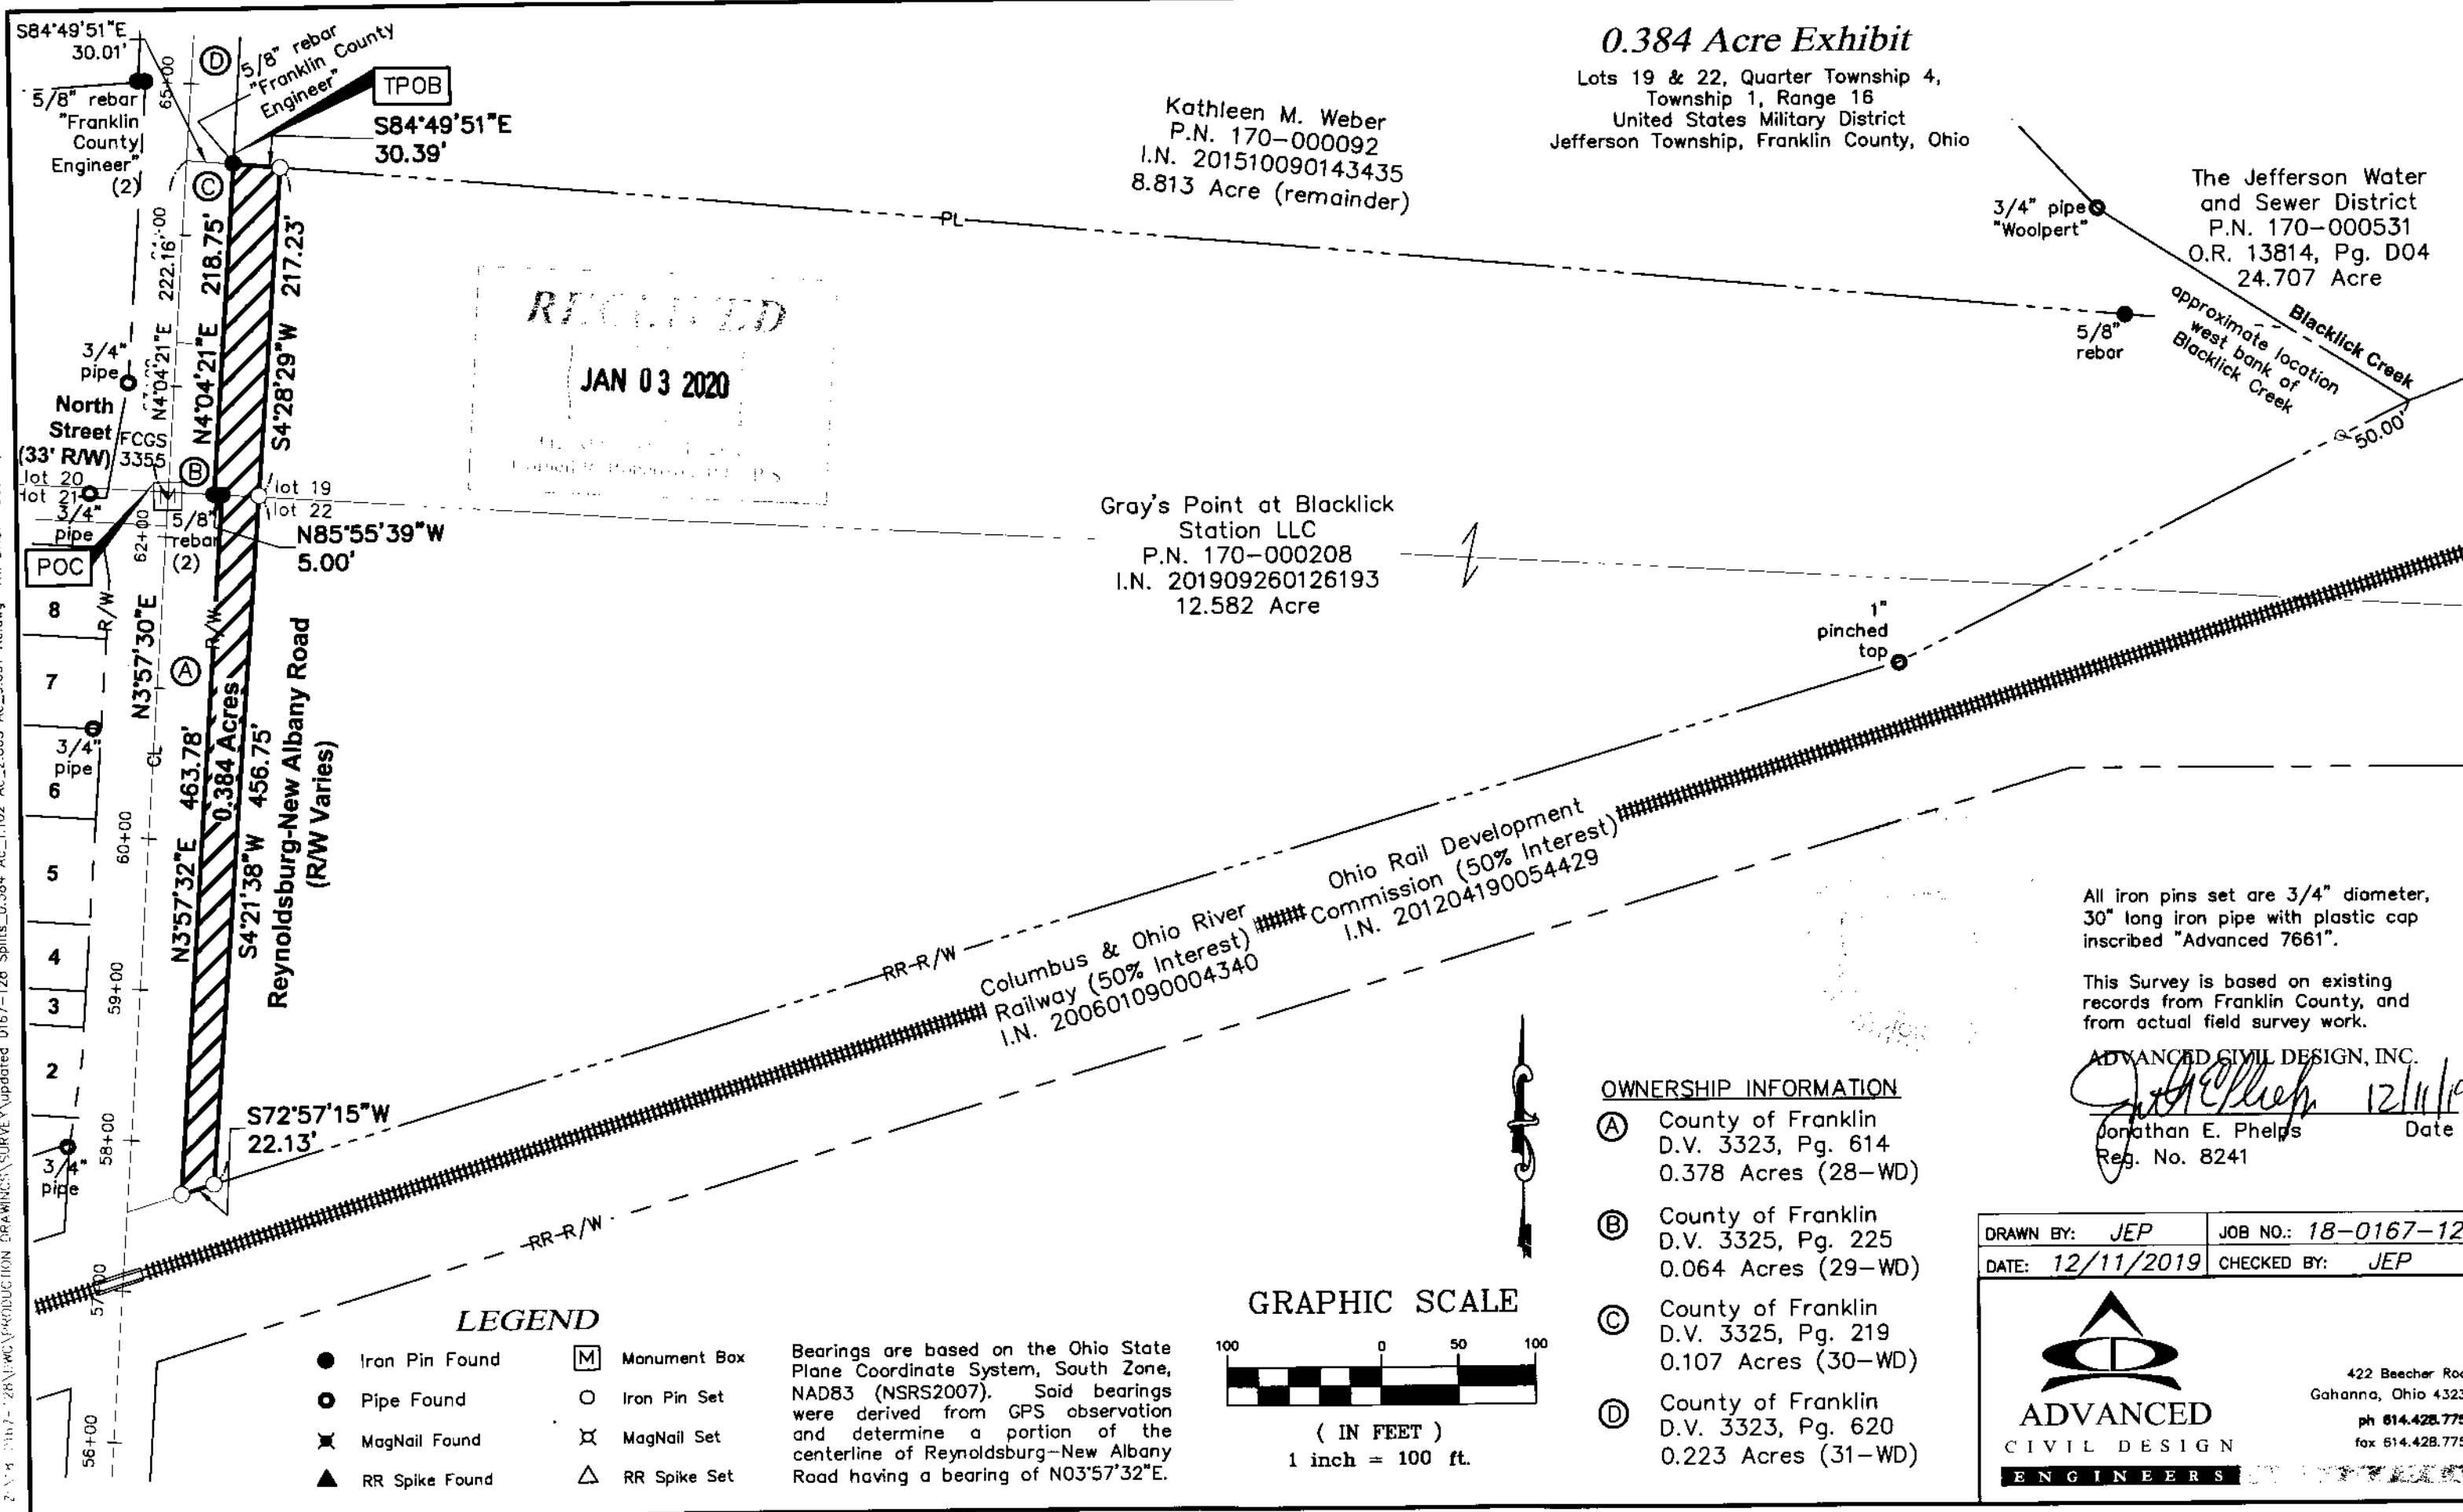 0.384 Acre Exhibit
Lots 19 & 22, Quarter Township 4,
Township 1, Range 16
United States Military District
Jefferson Township, Franklin County, Ohio
S84°49'51"E
30.01'
5/8" rebar
"Franklin
County
Engineer"
(2)
65+00
D
5/8" rebar
"Franklin County
Engineer"
TPOB
S84°49'51"E
30.39'
C
222.16'
N4°04'21"E
218.75'
N4°04'21"E
217.23'
S4°28'29"W
PL
Kathleen M. Weber
P.N. 170-000092
I.N. 201510090143435
8.813 Acre (remainder)
3/4" pipe
"Woolpert"
The Jefferson Water
and Sewer District
P.N. 170-000531
O.R. 13814, Pg. D04
24.707 Acre
5/8"
rebar
approximate location
west bank of
Blacklick Creek
Blacklick Creek
50.00'
RECEIVED
JAN 03 2020
3/4"
pipe
North
Street
(33' R/W)
FCGS
3355
lot 20
lot 21
3/4"
pipe
M
B
POC
62+00
5/8"
rebar
(2)
lot 19
lot 22
N85°55'39"W
5.00'
Gray's Point at Blacklick
Station LLC
P.N. 170-000208
I.N. 201909260126193
12.582 Acre
1"
pinched
top
8
R/W
N3°57'30"E
R/W
7
A
3/4"
pipe
CL
6
463.78'
N3°57'32"E
0.384 Acres
456.75'
S4°21'38"W
Reynoldsburg-New Albany Road
(R/W Varies)
60+00
5
4
59+00
3
2
58+00
3/4"
pipe
S72°57'15"W
22.13'
57+00
56+00
RR-R/W
Columbus & Ohio River
Railway (50% Interest)
I.N. 200601090004340
Ohio Rail Development
Commission (50% Interest)
I.N. 201204190054429
RR-R/W
All iron pins set are 3/4" diameter,
30" long iron pipe with plastic cap
inscribed "Advanced 7661".
This Survey is based on existing
records from Franklin County, and
from actual field survey work.
ADVANCED CIVIL DESIGN, INC.
12/11/19
Jonathan E. Phelps
Date
Reg. No. 8241
OWNERSHIP INFORMATION
A County of Franklin
D.V. 3323, Pg. 614
0.378 Acres (28-WD)
B County of Franklin
D.V. 3325, Pg. 225
0.064 Acres (29-WD)
C County of Franklin
D.V. 3325, Pg. 219
0.107 Acres (30-WD)
D County of Franklin
D.V. 3323, Pg. 620
0.223 Acres (31-WD)
LEGEND
Iron Pin Found
M Monument Box
Pipe Found
Iron Pin Set
MagNail Found
MagNail Set
RR Spike Found
RR Spike Set
Bearings are based on the Ohio State
Plane Coordinate System, South Zone,
NAD83 (NSRS2007). Said bearings
were derived from GPS observation
and determine a portion of the
centerline of Reynoldsburg-New Albany
Road having a bearing of N03°57'32"E.
GRAPHIC SCALE
100 0 50 100
( IN FEET )
1 inch = 100 ft.
DRAWN BY: JEP JOB NO.: 18-0167-12
DATE: 12/11/2019 CHECKED BY: JEP
ADVANCED
CIVIL DESIGN
ENGINEERS
422 Beecher
Gahanna, Ohio
ph 614.428.775
fax 614.428.775